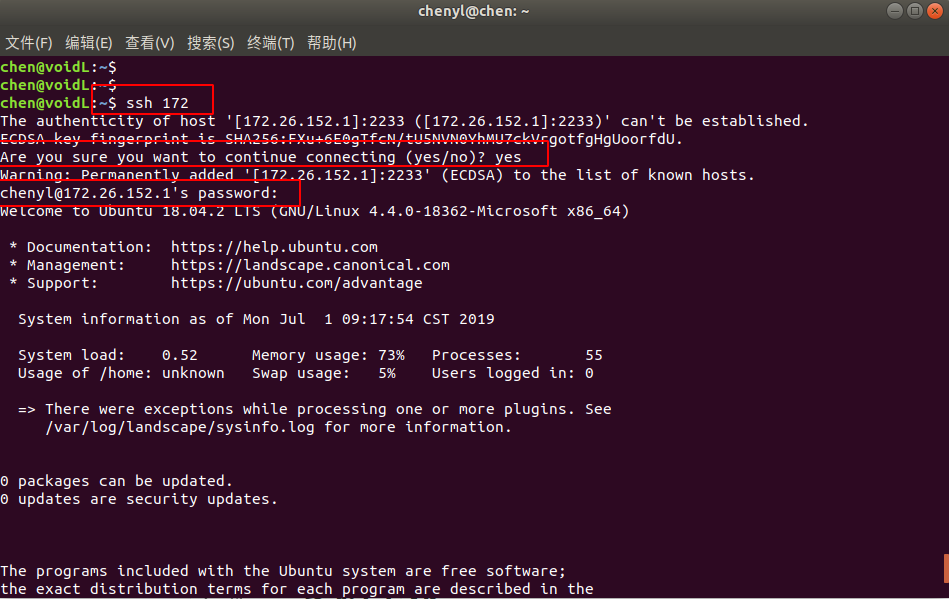 chenyl@chen: ~
文件(F) 编辑(E) 查看(V) 搜索(S) 终端(T) 帮助(H)
chen@voidL:~$
chen@voidL:~$
chen@voidL:~$ ssh 172
The authenticity of host '[172.26.152.1]:2233 ([172.26.152.1]:2233)' can't be established.
ECDSA key fingerprint is
Are you sure you want to continue connecting (yes/no)? yes
Warning: Permanently added '[172.26.152.1]:2233' (ECDSA) to the list of known hosts.
chenyl@172.26.152.1's password:
Welcome to Ubuntu 18.04.2 LTS (GNU/Linux 4.4.0-18362-Microsoft x86_64)
* Documentation: https://help.ubuntu.com
* Management: https://landscape.canonical.com
* Support: https://ubuntu.com/advantage
System information as of Mon Jul 1 09:17:54 CST 2019
System load: 0.52 Memory usage: 73% Processes: 55
Usage of /home: unknown Swap usage: 5% Users logged in: 0
=> There were exceptions while processing one or more plugins. See
/var/log/landscape/sysinfo.log for more information.
0 packages can be updated.
0 updates are security updates.
The programs included with the Ubuntu system are free software;
the exact distribution terms for each program are described in the